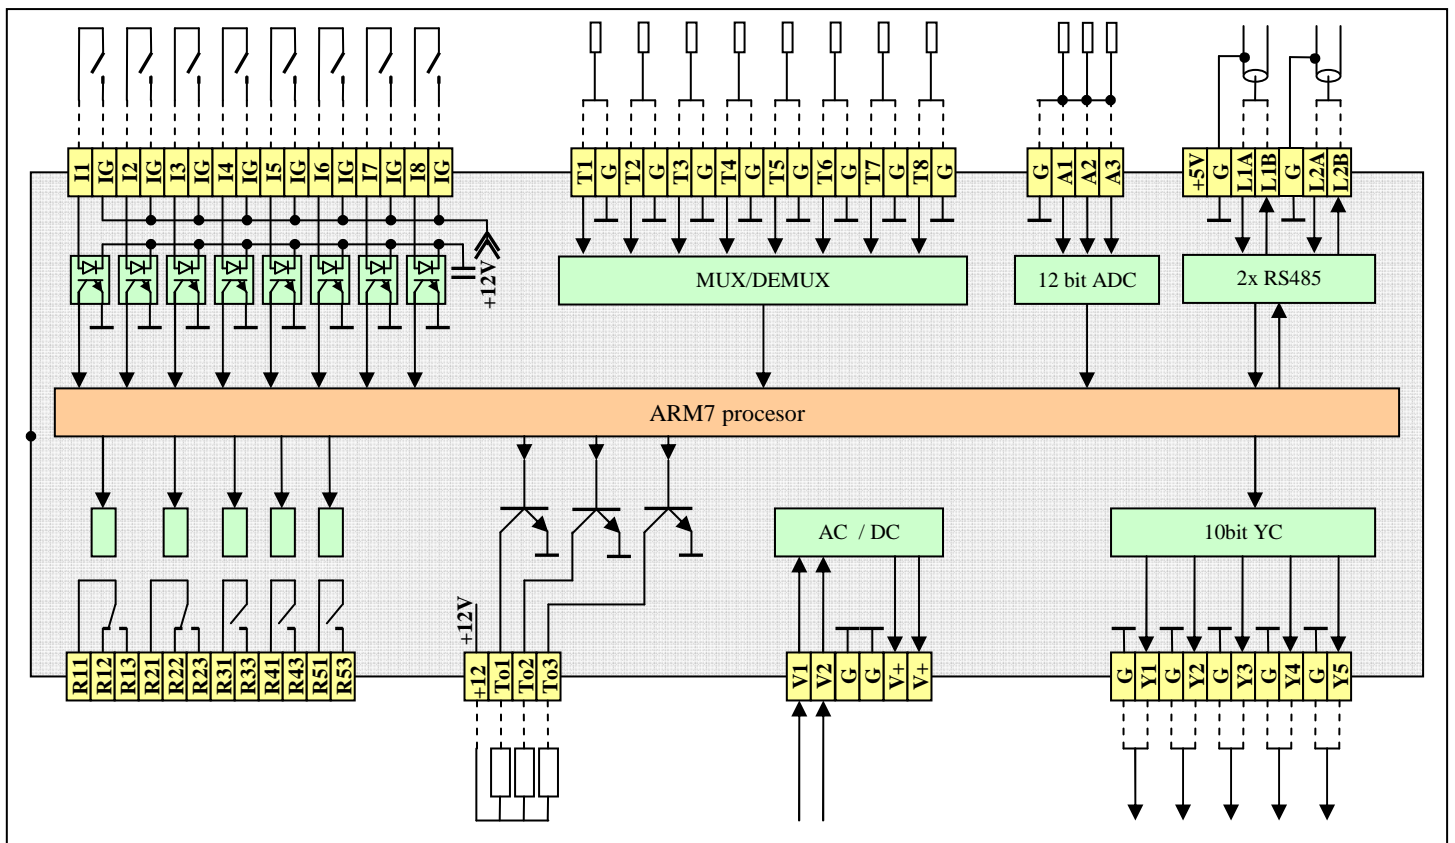 I1 IG I2 IG I3 IG I4 IG I5 IG I6 IG I7 IG I8 IG
T1 G T2 G T3 G T4 G T5 G T6 G T7 G T8 G
G A1 A2 A3
+5V G L1A L1B G L2A L2B
+12V
MUX/DEMUX
12 bit ADC
2x RS485
ARM7 procesor
AC / DC
10bit YC
+12V
R11 R12 R13 R21 R22 R23 R31 R33 R41 R43 R51 R53
+12 To1 To2 To3
V1 V2 G G V+ V+
G Y1 G Y2 G Y3 G Y4 G Y5